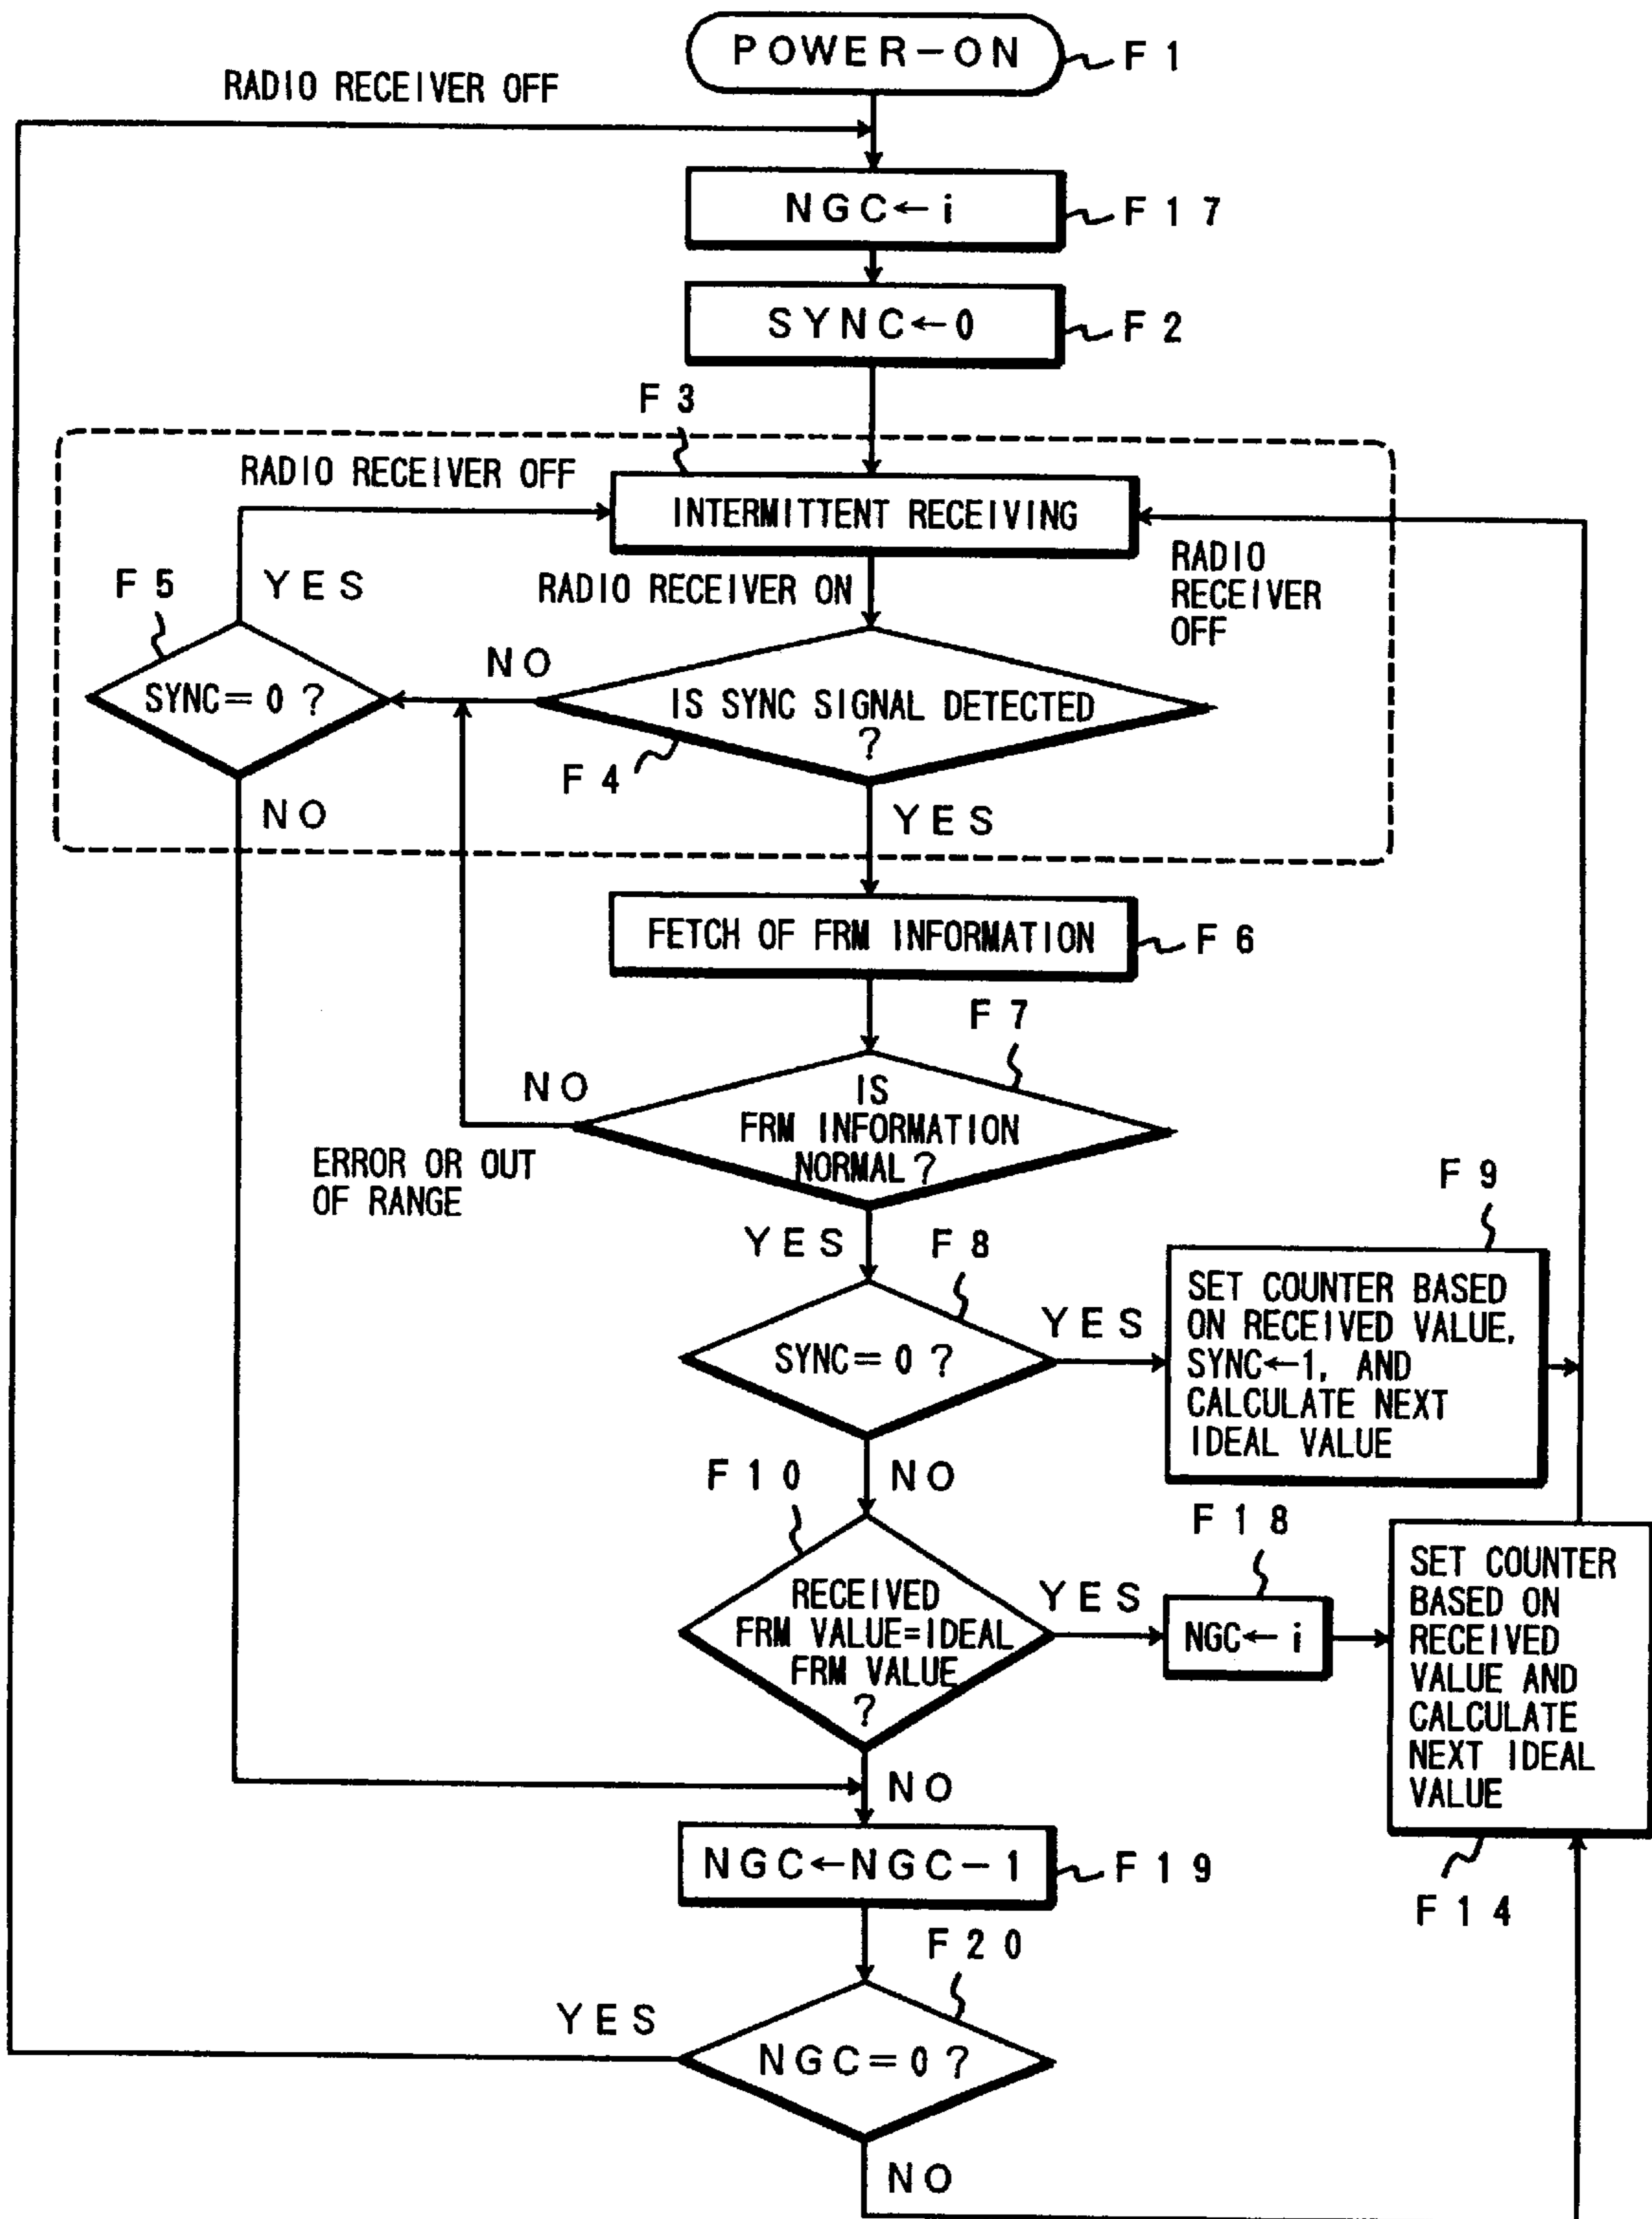 POWER-ON
F1
RADIO RECEIVER OFF
NGC←i
F17
SYNC←0
F2
F3
RADIO RECEIVER OFF
INTERMITTENT RECEIVING
F5
YES
RADIO RECEIVER ON
RADIO
RECEIVER
OFF
NO
SYNC=0?
IS SYNC SIGNAL DETECTED
?
F4
NO
YES
FETCH OF FRM INFORMATION
F6
F7
NO
IS
FRM INFORMATION
NORMAL?
ERROR OR OUT
OF RANGE
YES
F8
F9
SYNC=0?
YES
SET COUNTER BASED
ON RECEIVED VALUE,
SYNC←1, AND
CALCULATE NEXT
IDEAL VALUE
F10
NO
F18
RECEIVED
FRM VALUE=IDEAL
FRM VALUE
?
YES
NGC←i
SET COUNTER
BASED ON
RECEIVED
VALUE AND
CALCULATE
NEXT IDEAL
VALUE
NO
NGC←NGC-1
F19
F14
F20
YES
NGC=0?
NO